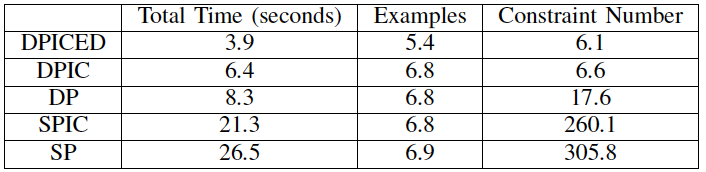 Total Time (seconds) Examples Constraint Number
DPICED 3.9 5.4 6.1
DPIC 6.4 6.8 6.6
DP 8.3 6.8 17.6
SPIC 21.3 6.8 260.1
SP 26.5 6.9 305.8